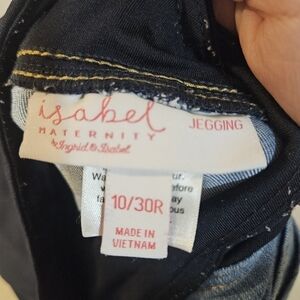 isabel
MATERNITY
by Ingrid & Isabel
JEGGING
10/30R
MADE IN
VIETNAM